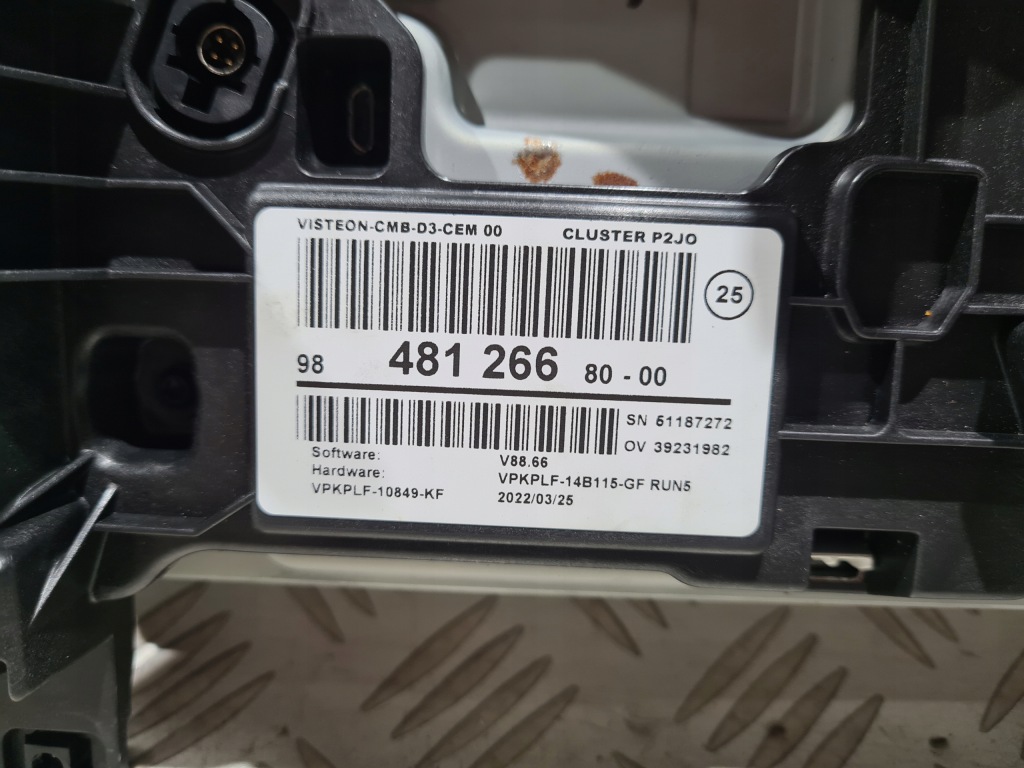 VISTEON-CMB-D3-CEM 00 CLUSTER P2JO
25
98 481 266 80 - 00
SN 51187272
OV 39231982
Software: V88.66
Hardware: VPKPLF-14B115-GF RUN5
VPKPLF-10849-KF 2022/03/25